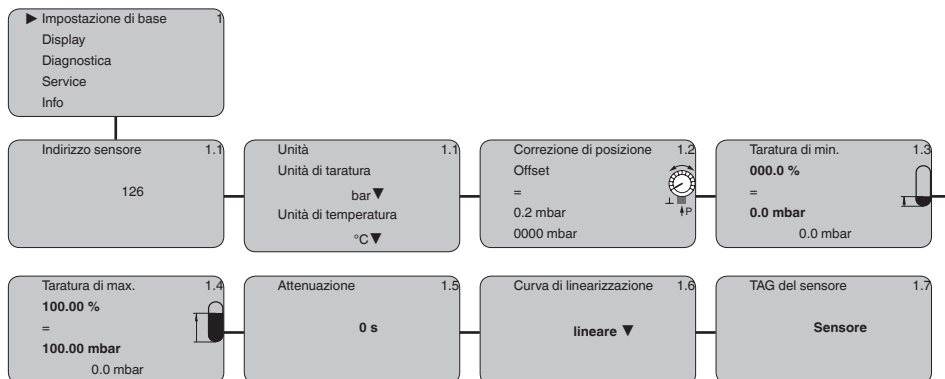 ▶ Impostazione di base 1
Display
Diagnostica
Service
Info
Indirizzo sensore 1.1
126
Unità 1.1
Unità di taratura
bar▼
Unità di temperatura
°C▼
Correzione di posizione 1.2
Offset
=
0.2 mbar
0000 mbar
P
Taratura di min. 1.3
000.0 %
=
0.0 mbar
0.0 mbar
Taratura di max. 1.4
100.00 %
=
100.00 mbar
0.0 mbar
Attenuazione 1.5
0 s
Curva di linearizzazione 1.6
lineare ▼
TAG del sensore 1.7
Sensore